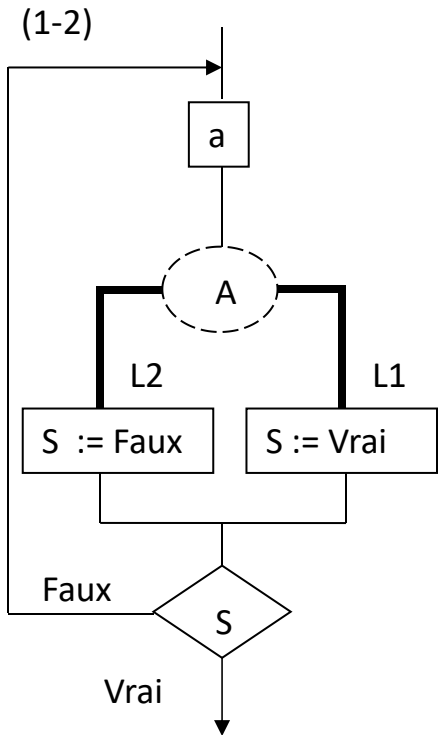 (1-2)
a
A
L2
L1
S := Faux
S := Vrai
Faux
S
Vrai